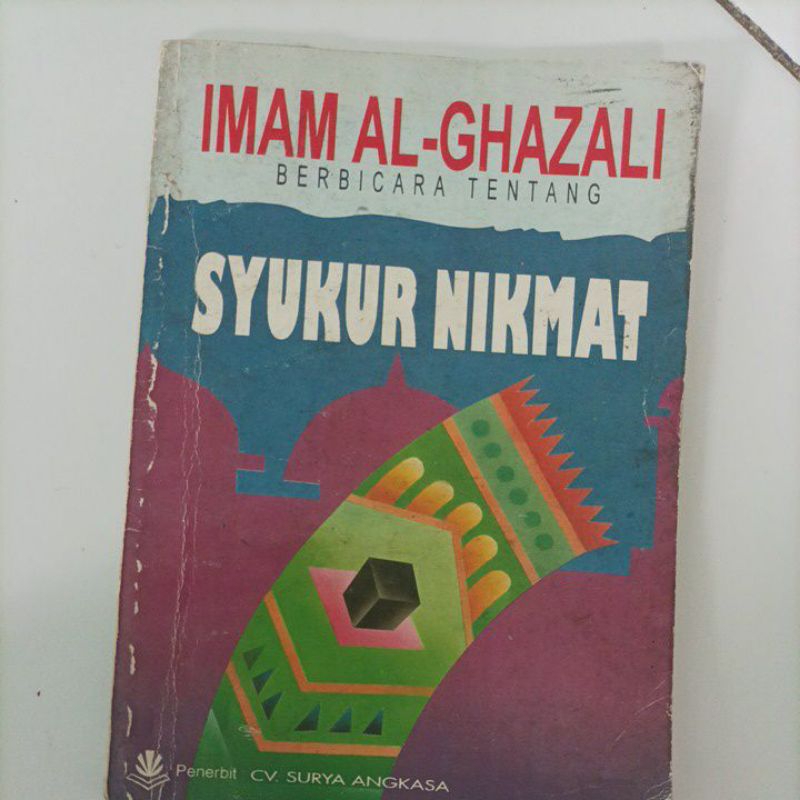 IMAM AL-GHAZALI
BERBICARA TENTANG
SYUKUR NIKMAT
Penerbit CV. SURYA ANGKASA